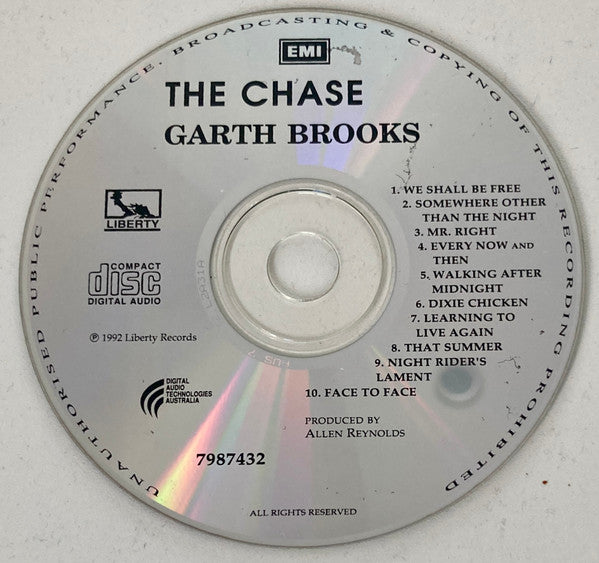 UNAUTHORISED PUBLIC PERFORMANCE, BROADCASTING & COPYING OF THIS RECORDING PROHIBITED
EMI
THE CHASE
GARTH BROOKS
LIBERTY
COMPACT
disc
DIGITAL AUDIO
℗ 1992 Liberty Records
DIGITAL
AUDIO
TECHNOLOGIES
AUSTRALIA
1. WE SHALL BE FREE
2. SOMEWHERE OTHER
THAN THE NIGHT
3. MR. RIGHT
4. EVERY NOW AND
THEN
5. WALKING AFTER
MIDNIGHT
6. DIXIE CHICKEN
7. LEARNING TO
LIVE AGAIN
8. THAT SUMMER
9. NIGHT RIDER'S
LAMENT
10. FACE TO FACE
PRODUCED BY
ALLEN REYNOLDS
7987432
ALL RIGHTS RESERVED